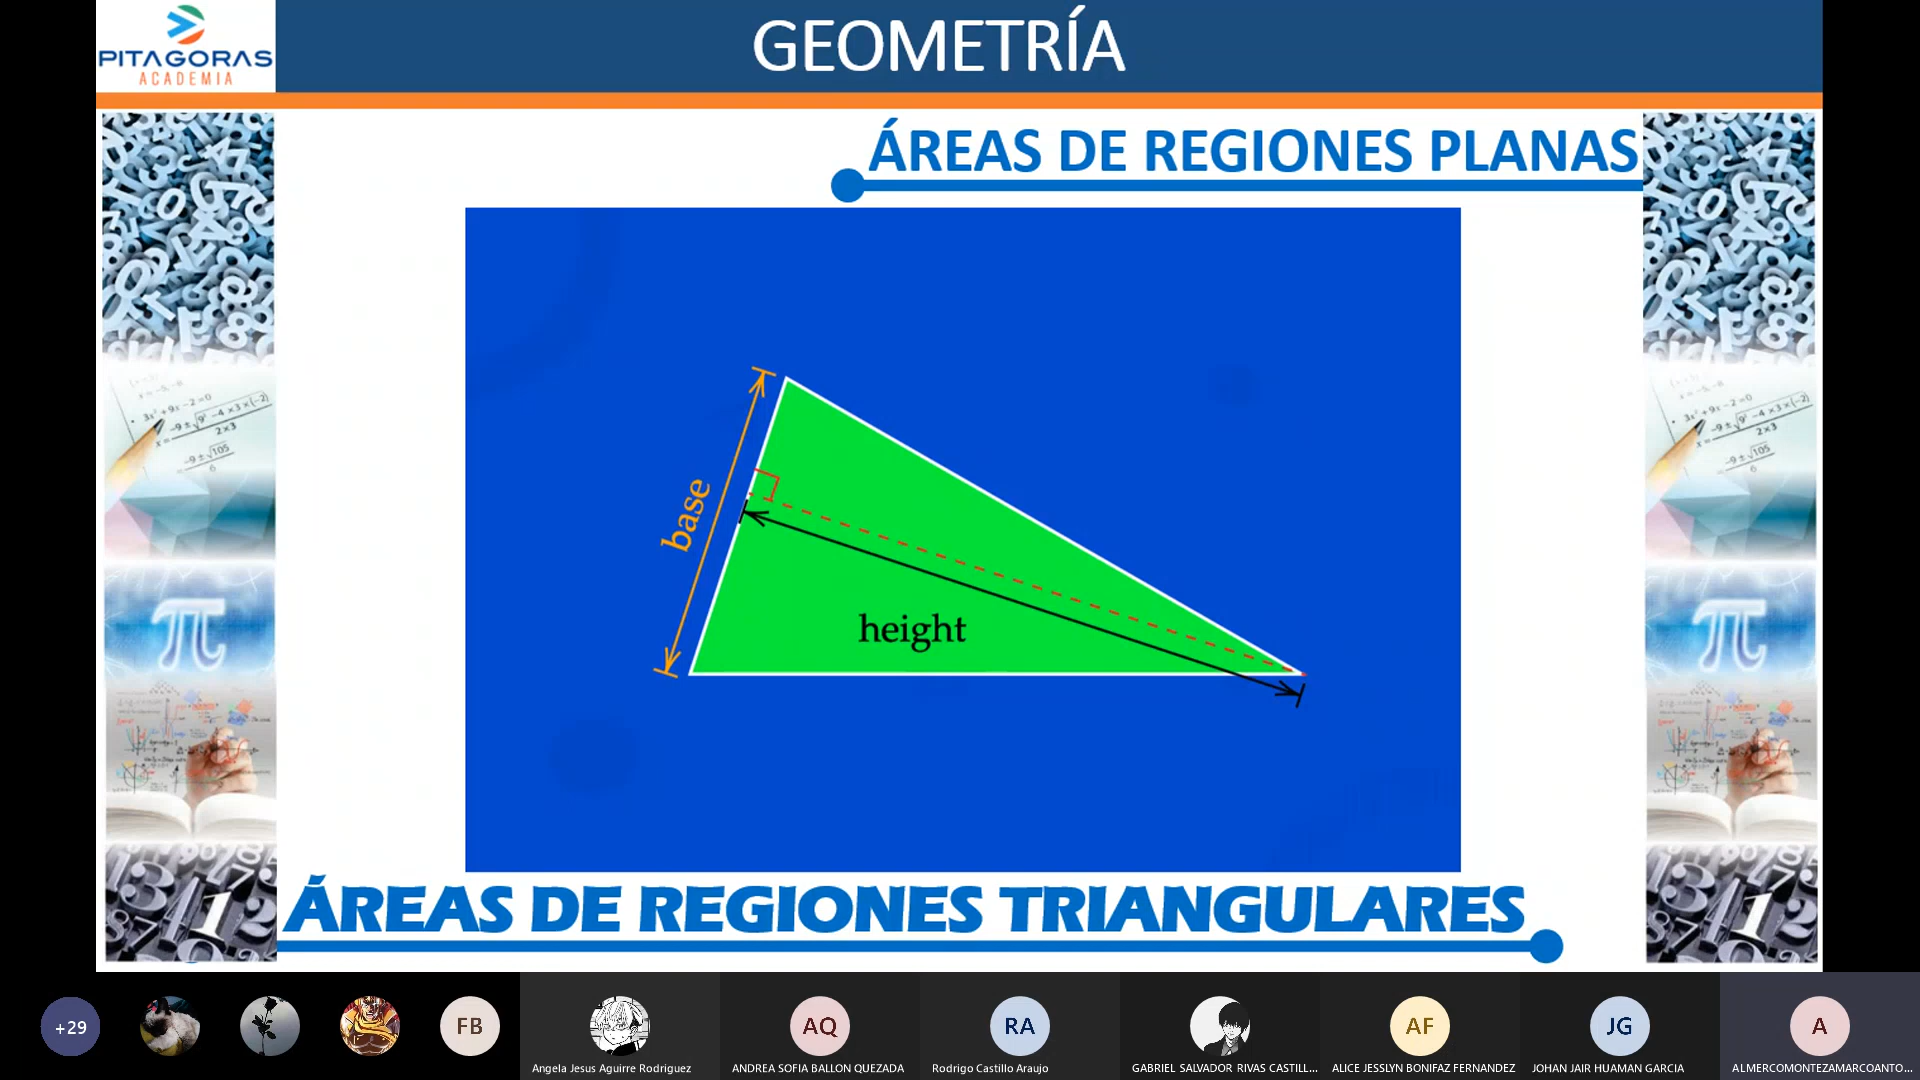 PITAGORAS
ACADEMIA
GEOMETRÍA
ÁREAS DE REGIONES PLANAS
base
height
ÁREAS DE REGIONES TRIANGULARES
+29
FB
AQ
RA
AF
JG
A
Angela Jesus Aguirre Rodriguez
ANDREA SOFIA BALLON QUEZADA
Rodrigo Castillo Araujo
GABRIEL SALVADOR RIVAS CASTILL...
ALICE JESSLYN BONIFAZ FERNANDEZ
JOHAN JAIR HUAMAN GARCIA
ALMERCOMONTEZAMARCOANTO...